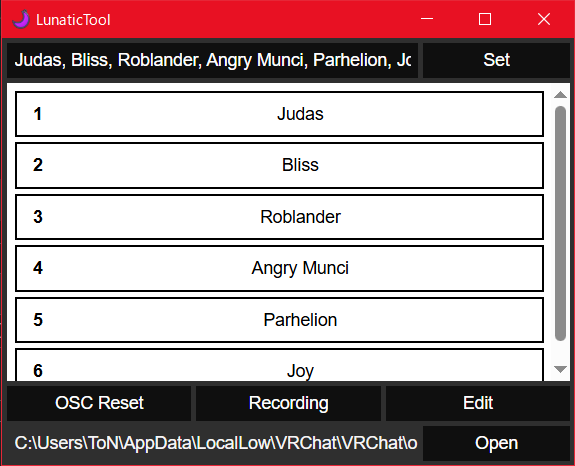 LunaticTool
Judas, Bliss, Roblander, Angry Munci, Parhelion, Jo
Set
1 Judas
2 Bliss
3 Roblander
4 Angry Munci
5 Parhelion
6 Joy
OSC Reset Recording Edit
C:\Users\ToN\AppData\LocalLow\VRChat\VRChat\o
Open